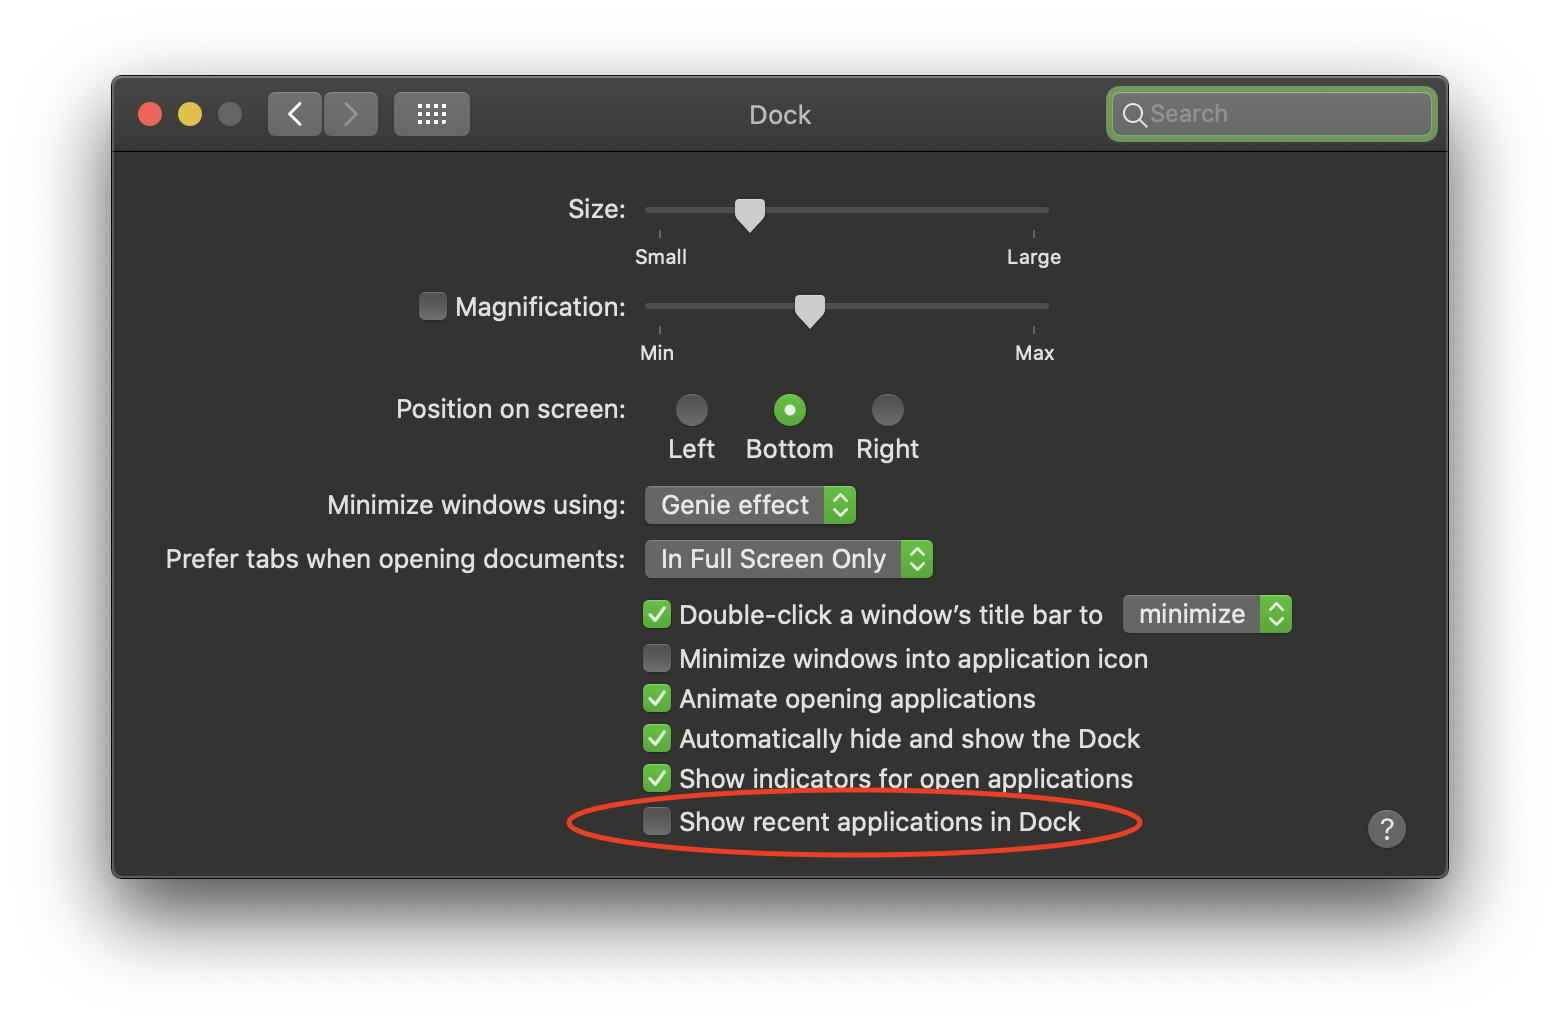 Dock
Search
Size:
Small Large
Magnification:
Min Max
Position on screen:
Left Bottom Right
Minimize windows using: Genie effect
Prefer tabs when opening documents: In Full Screen Only
Double-click a window’s title bar to minimize
Minimize windows into application icon
Animate opening applications
Automatically hide and show the Dock
Show indicators for open applications
Show recent applications in Dock
?